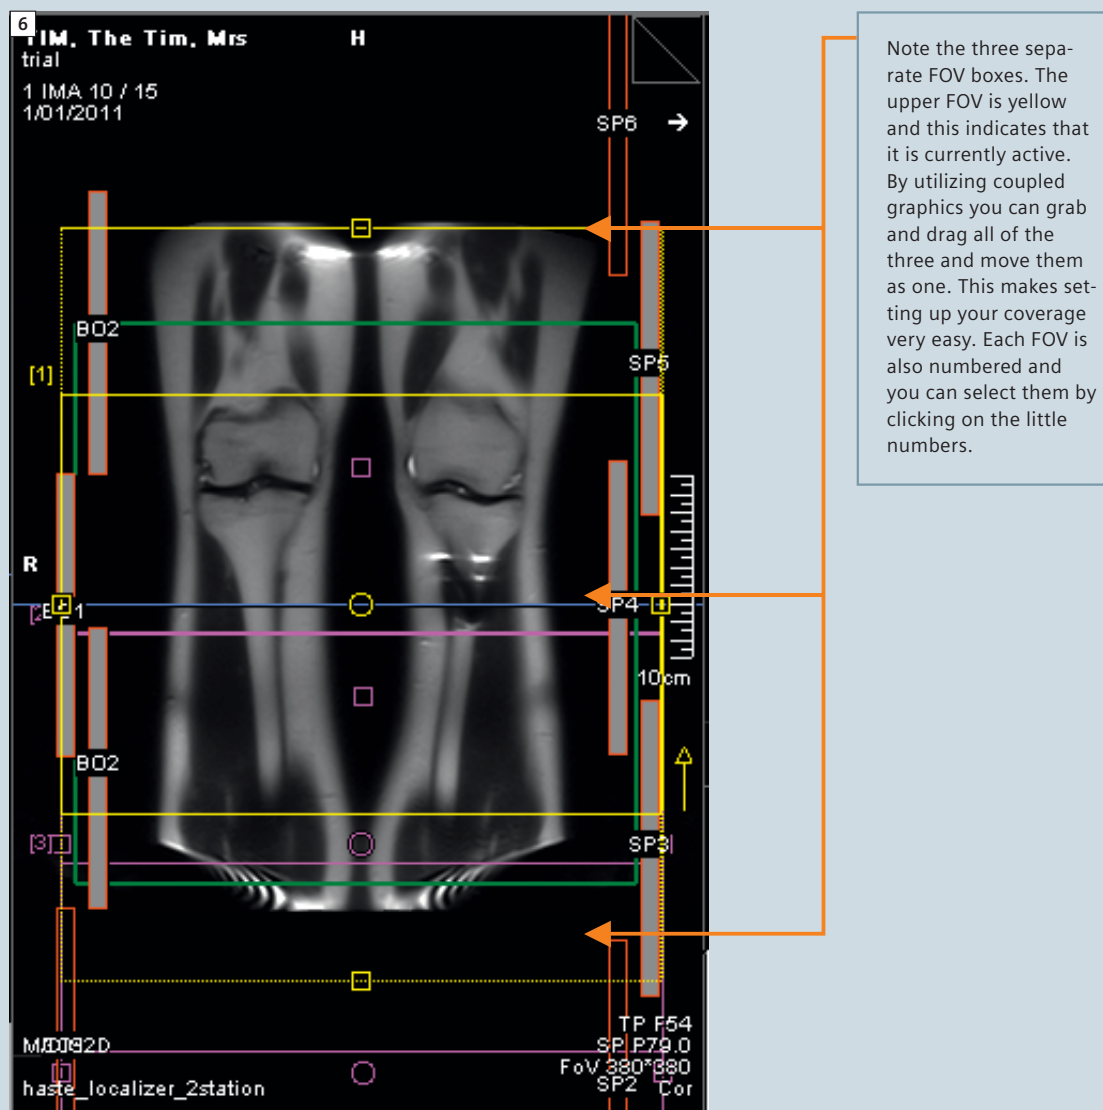 6
TIM, The Tim, Mrs
H
trial
1 IMA 10 / 15
1/01/2011
SP6
BO2
SP5
[1]
R
SP4
10cm
BO2
[3]
SP3
TP F54
SP P79.0
FoV 380*380
SP2
Cor
haste_localizer_2station
Note the three sepa-
rate FOV boxes. The
upper FOV is yellow
and this indicates that
it is currently active.
By utilizing coupled
graphics you can grab
and drag all of the
three and move them
as one. This makes set-
ting up your coverage
very easy. Each FOV is
also numbered and
you can select them by
clicking on the little
numbers.